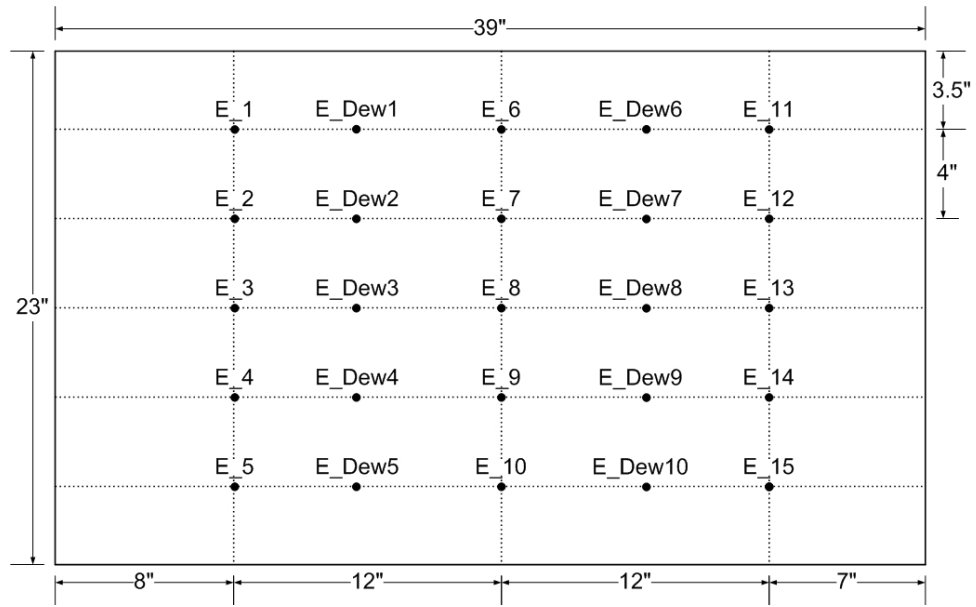 39"
3.5"
E_1 E_Dew1 E_6 E_Dew6 E_11
4"
E_2 E_Dew2 E_7 E_Dew7 E_12
23"
E_3 E_Dew3 E_8 E_Dew8 E_13
E_4 E_Dew4 E_9 E_Dew9 E_14
E_5 E_Dew5 E_10 E_Dew10 E_15
8" 12" 12" 7"